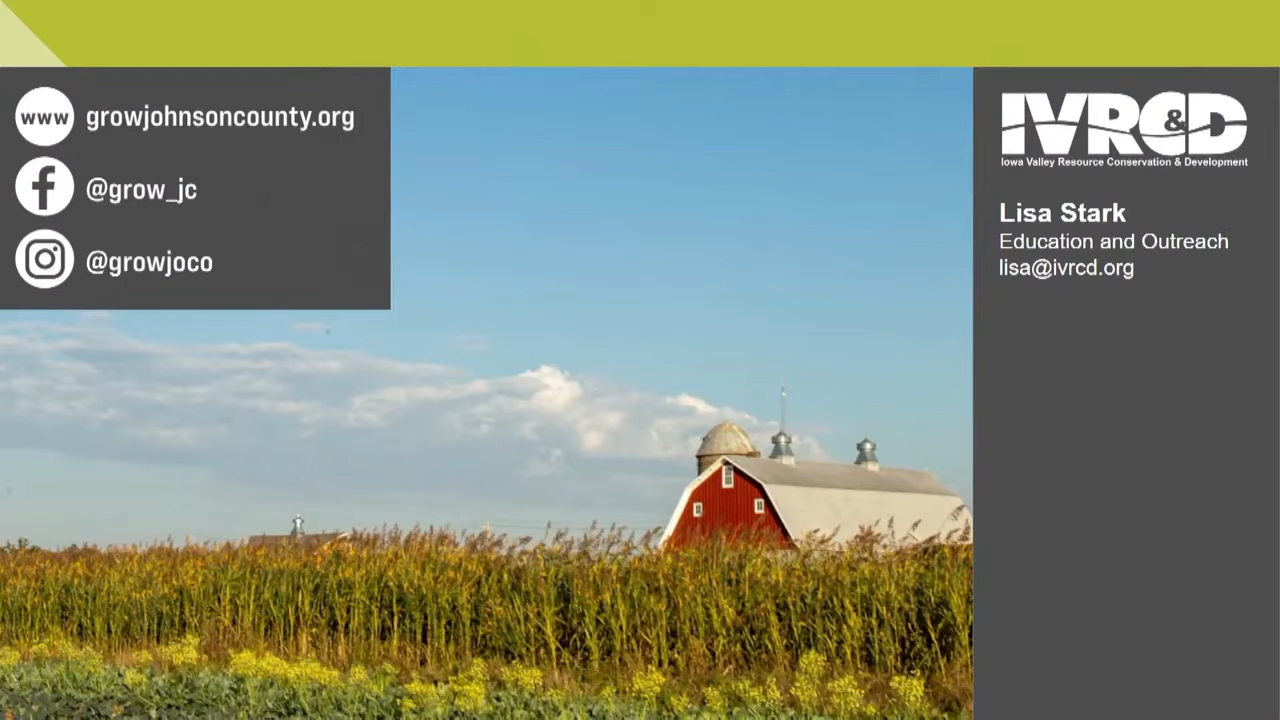 www growjohnsoncounty.org
@grow_jc
@growjoco
IVRC&D
Iowa Valley Resource Conservation & Development
Lisa Stark
Education and Outreach
lisa@ivrcd.org